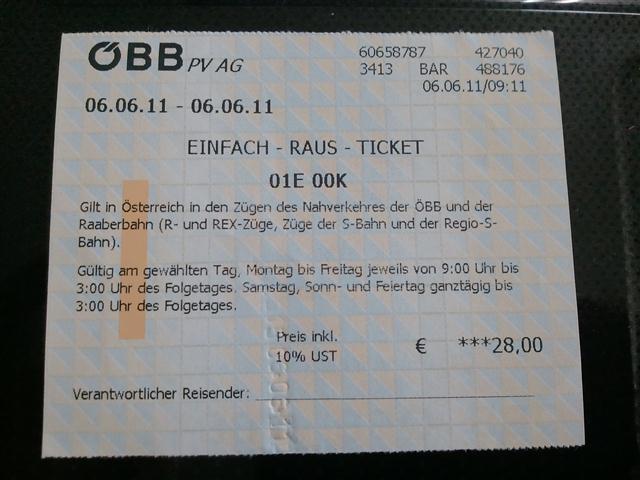 ÖBB PV AG
60658787 427040
3413 BAR 488176
06.06.11/09:11
06.06.11 - 06.06.11
EINFACH - RAUS - TICKET
01E 00K
Gilt in Österreich in den Zügen des Nahverkehres der ÖBB und der
Raaberbahn (R- und REX-Züge, Züge der S-Bahn und der Regio-S-
Bahn).
Gültig am gewählten Tag, Montag bis Freitag jeweils von 9:00 Uhr bis
3:00 Uhr des Folgetages. Samstag, Sonn- und Feiertag ganztägig bis
3:00 Uhr des Folgetages.
Preis inkl.
10% UST € ***28,00
Verantwortlicher Reisender: